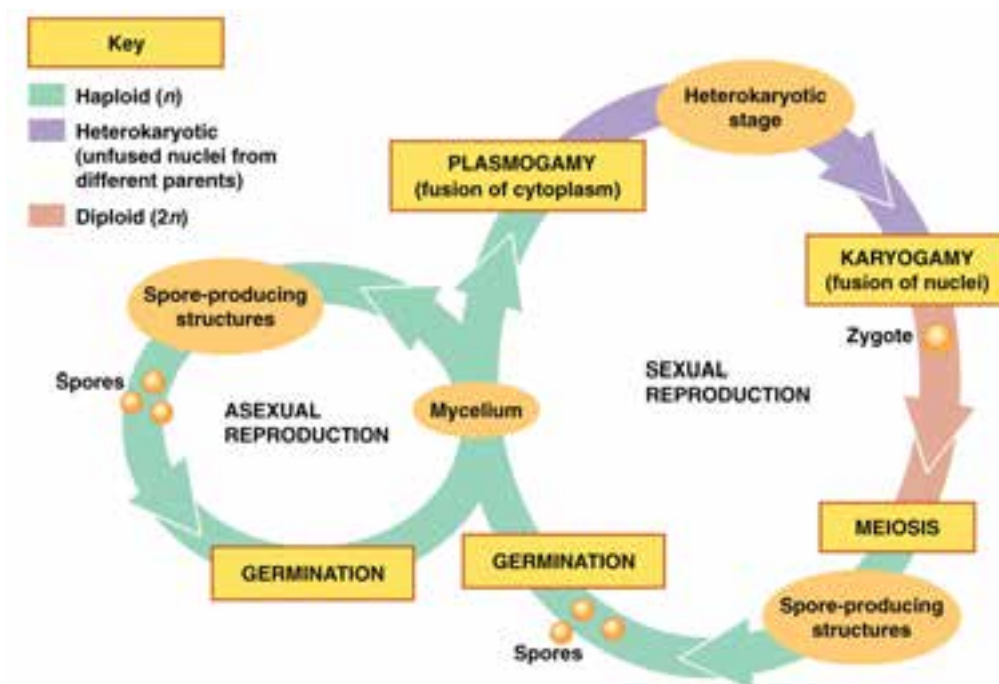 Key
Haploid (n)
Heterokaryotic
(unfused nuclei from
different parents)
Diploid (2n)
Heterokaryotic
stage
PLASMOGAMY
(fusion of cytoplasm)
KARYOGAMY
(fusion of nuclei)
Zygote
Spore-producing
structures
Spores
ASEXUAL
REPRODUCTION
Mycelium
SEXUAL
REPRODUCTION
GERMINATION
GERMINATION
MEIOSIS
Spore-producing
structures
Spores